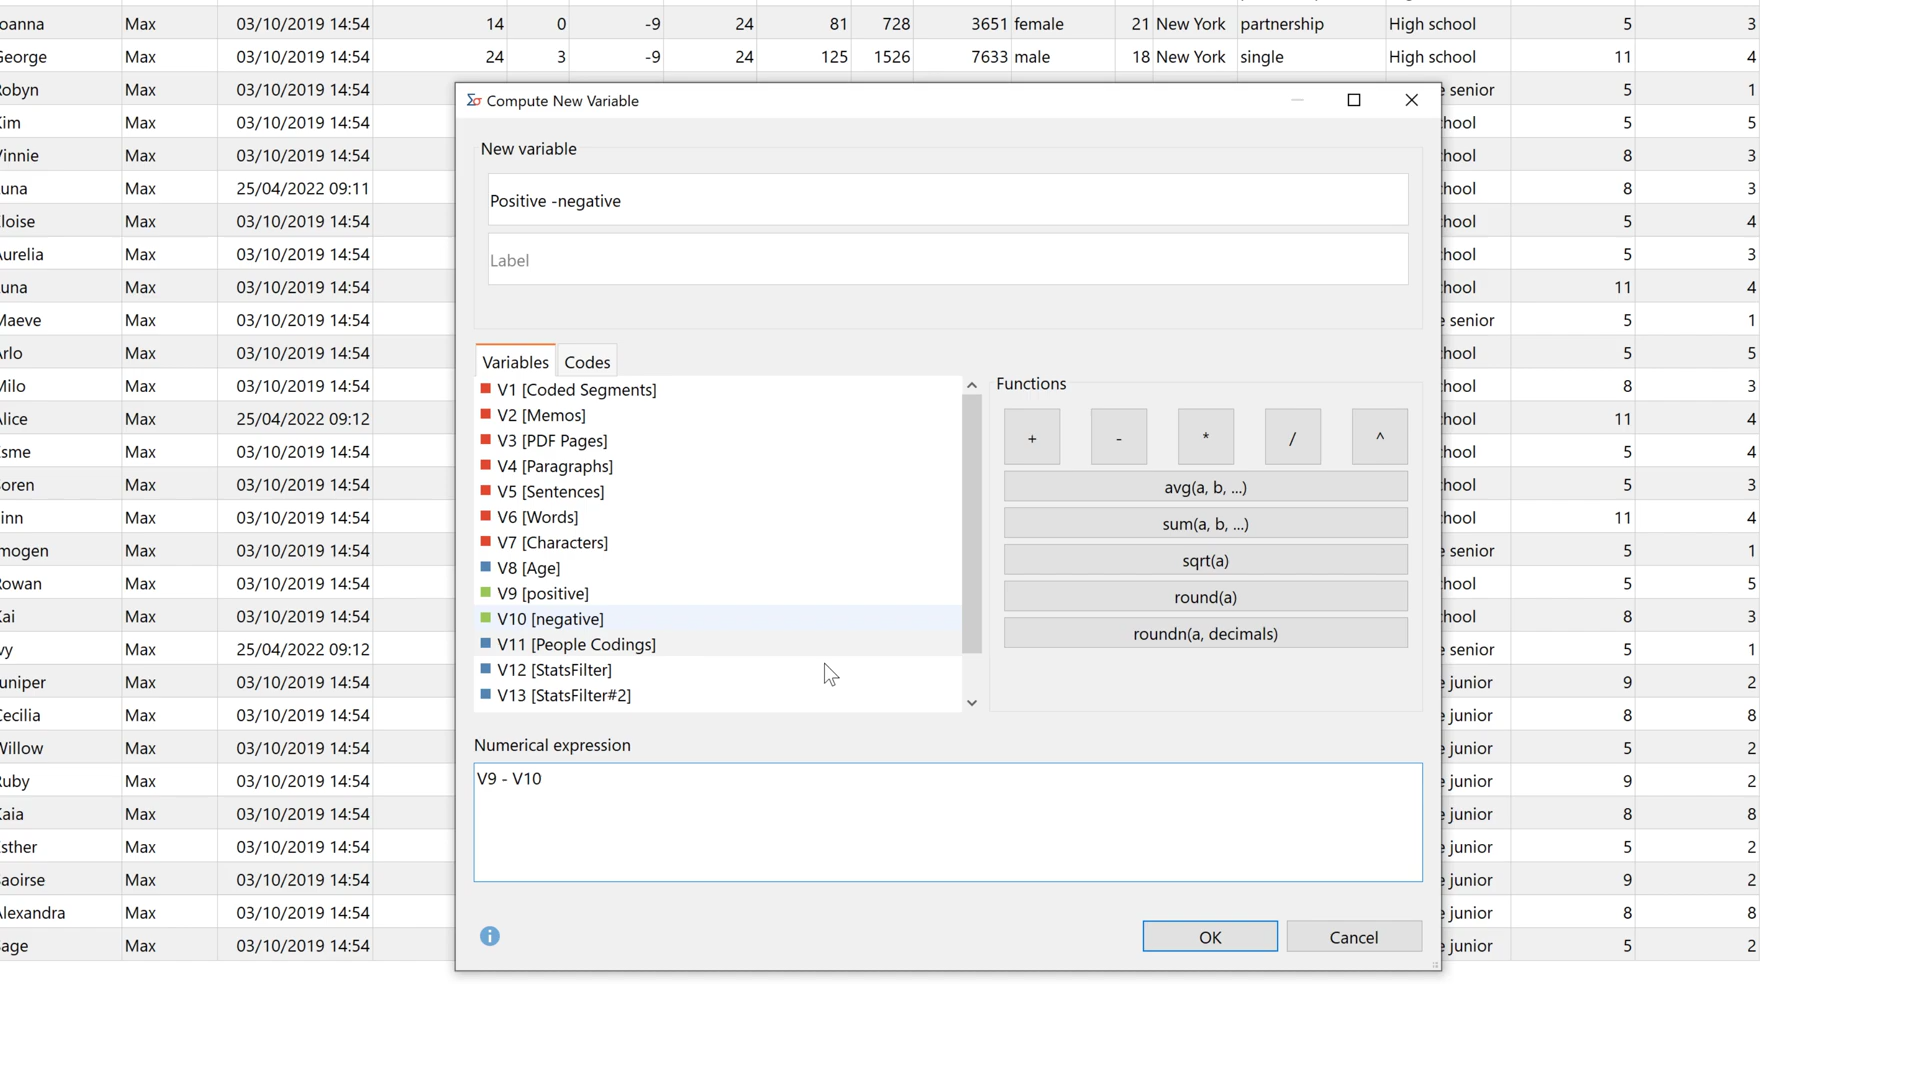 oanna Max 03/10/2019 14:54 14 0 -9 24 81 728 3651 female 21 New York partnership High school 5 3
George Max 03/10/2019 14:54 24 3 -9 24 125 1526 7633 male 18 New York single High school 11 4
Robyn Max 03/10/2019 14:54 e senior 5 1
Kim Max 03/10/2019 14:54 hool 5 5
Vinnie Max 03/10/2019 14:54 hool 8 3
una Max 25/04/2022 09:11 hool 8 3
Eloise Max 03/10/2019 14:54 hool 5 4
Aurelia Max 03/10/2019 14:54 hool 5 3
una Max 03/10/2019 14:54 hool 11 4
Maeve Max 03/10/2019 14:54 e senior 5 1
Arlo Max 03/10/2019 14:54 hool 5 5
Milo Max 03/10/2019 14:54 hool 8 3
Alice Max 25/04/2022 09:12 hool 11 4
Esme Max 03/10/2019 14:54 hool 5 4
oren Max 03/10/2019 14:54 hool 5 3
inn Max 03/10/2019 14:54 hool 11 4
mogen Max 03/10/2019 14:54 e senior 5 1
Rowan Max 03/10/2019 14:54 hool 5 5
Kai Max 03/10/2019 14:54 hool 8 3
vy Max 25/04/2022 09:12 e senior 5 1
uniper Max 03/10/2019 14:54 e junior 9 2
Cecilia Max 03/10/2019 14:54 e junior 8 8
Willow Max 03/10/2019 14:54 e junior 5 2
Ruby Max 03/10/2019 14:54 e junior 9 2
Kaia Max 03/10/2019 14:54 e junior 8 8
Esther Max 03/10/2019 14:54 e junior 5 2
aoirse Max 03/10/2019 14:54 e junior 9 2
Alexandra Max 03/10/2019 14:54 e junior 8 8
age Max 03/10/2019 14:54 e junior 5 2
Compute New Variable
New variable
Positive -negative
Label
Variables Codes
V1 [Coded Segments]
V2 [Memos]
V3 [PDF Pages]
V4 [Paragraphs]
V5 [Sentences]
V6 [Words]
V7 [Characters]
V8 [Age]
V9 [positive]
V10 [negative]
V11 [People Codings]
V12 [StatsFilter]
V13 [StatsFilter#2]
Functions
+ - * / ^
avg(a, b, ...)
sum(a, b, ...)
sqrt(a)
round(a)
roundn(a, decimals)
Numerical expression
V9 - V10
OK Cancel